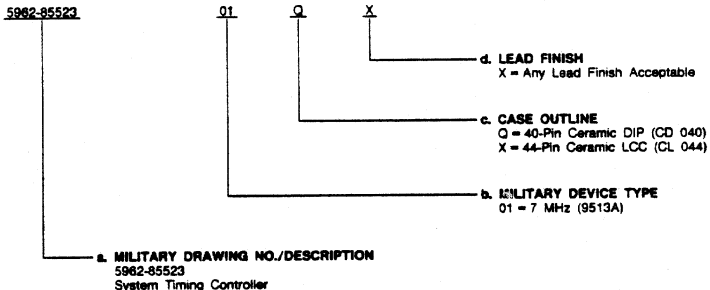 5962-85523 01 Q X
d. LEAD FINISH
X = Any Lead Finish Acceptable
c. CASE OUTLINE
Q = 40-Pin Ceramic DIP (CD 040)
X = 44-Pin Ceramic LCC (CL 044)
b. MILITARY DEVICE TYPE
01 = 7 MHz (9513A)
a. MILITARY DRAWING NO./DESCRIPTION
5962-85523
System Timing Controller